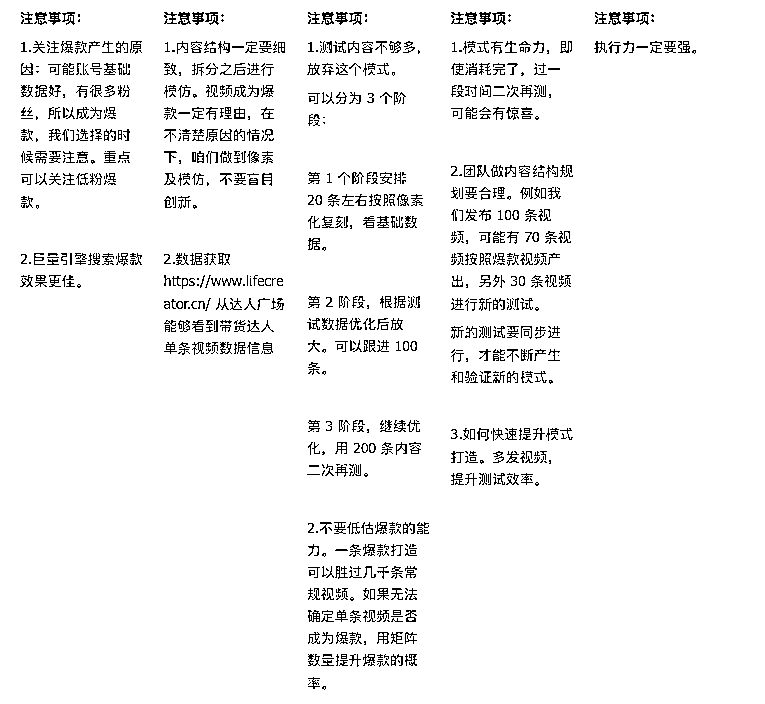 注意事项：
1.关注爆款产生的原
因：可能账号基础
数据好，有很多粉
丝，所以成为爆
款，我们选择的时
候需要注意。重点
可以关注低粉爆
款。
2.巨量引擎搜索爆款
效果更佳。
注意事项：
1.内容结构一定要细
致，拆分之后进行
模仿。视频成为爆
款一定有理由，在
不清楚原因的情况
下，咱们做到像素
及模仿，不要盲目
创新。
2.数据获取
https://www.lifecre
ator.cn/ 从达人广场
能够看到带货达人
单条视频数据信息
注意事项：
1.测试内容不够多，
放弃这个模式。
可以分为 3 个阶
段：
第 1 个阶段安排
20 条左右按照像素
化复刻，看基础数
据。
第 2 阶段，根据测
试数据优化后放
大。可以跟进 100
条。
第 3 阶段，继续优
化，用 200 条内容
二次再测。
2.不要低估爆款的能
力。一条爆款打造
可以胜过几千条常
规视频。如果无法
确定单条视频是否
成为爆款，用矩阵
数量提升爆款的概
率。
注意事项：
1.模式有生命力，即
使消耗完了，过一
段时间二次再测，
可能会有惊喜。
2.团队做内容结构规
划要合理。例如我
们发布 100 条视
频，可能有 70 条视
频按照爆款视频产
出，另外 30 条视频
进行新的测试。
新的测试要同步进
行，才能不断产生
和验证新的模式。
3.如何快速提升模式
打造。多发视频，
提升测试效率。
注意事项：
执行力一定要强。